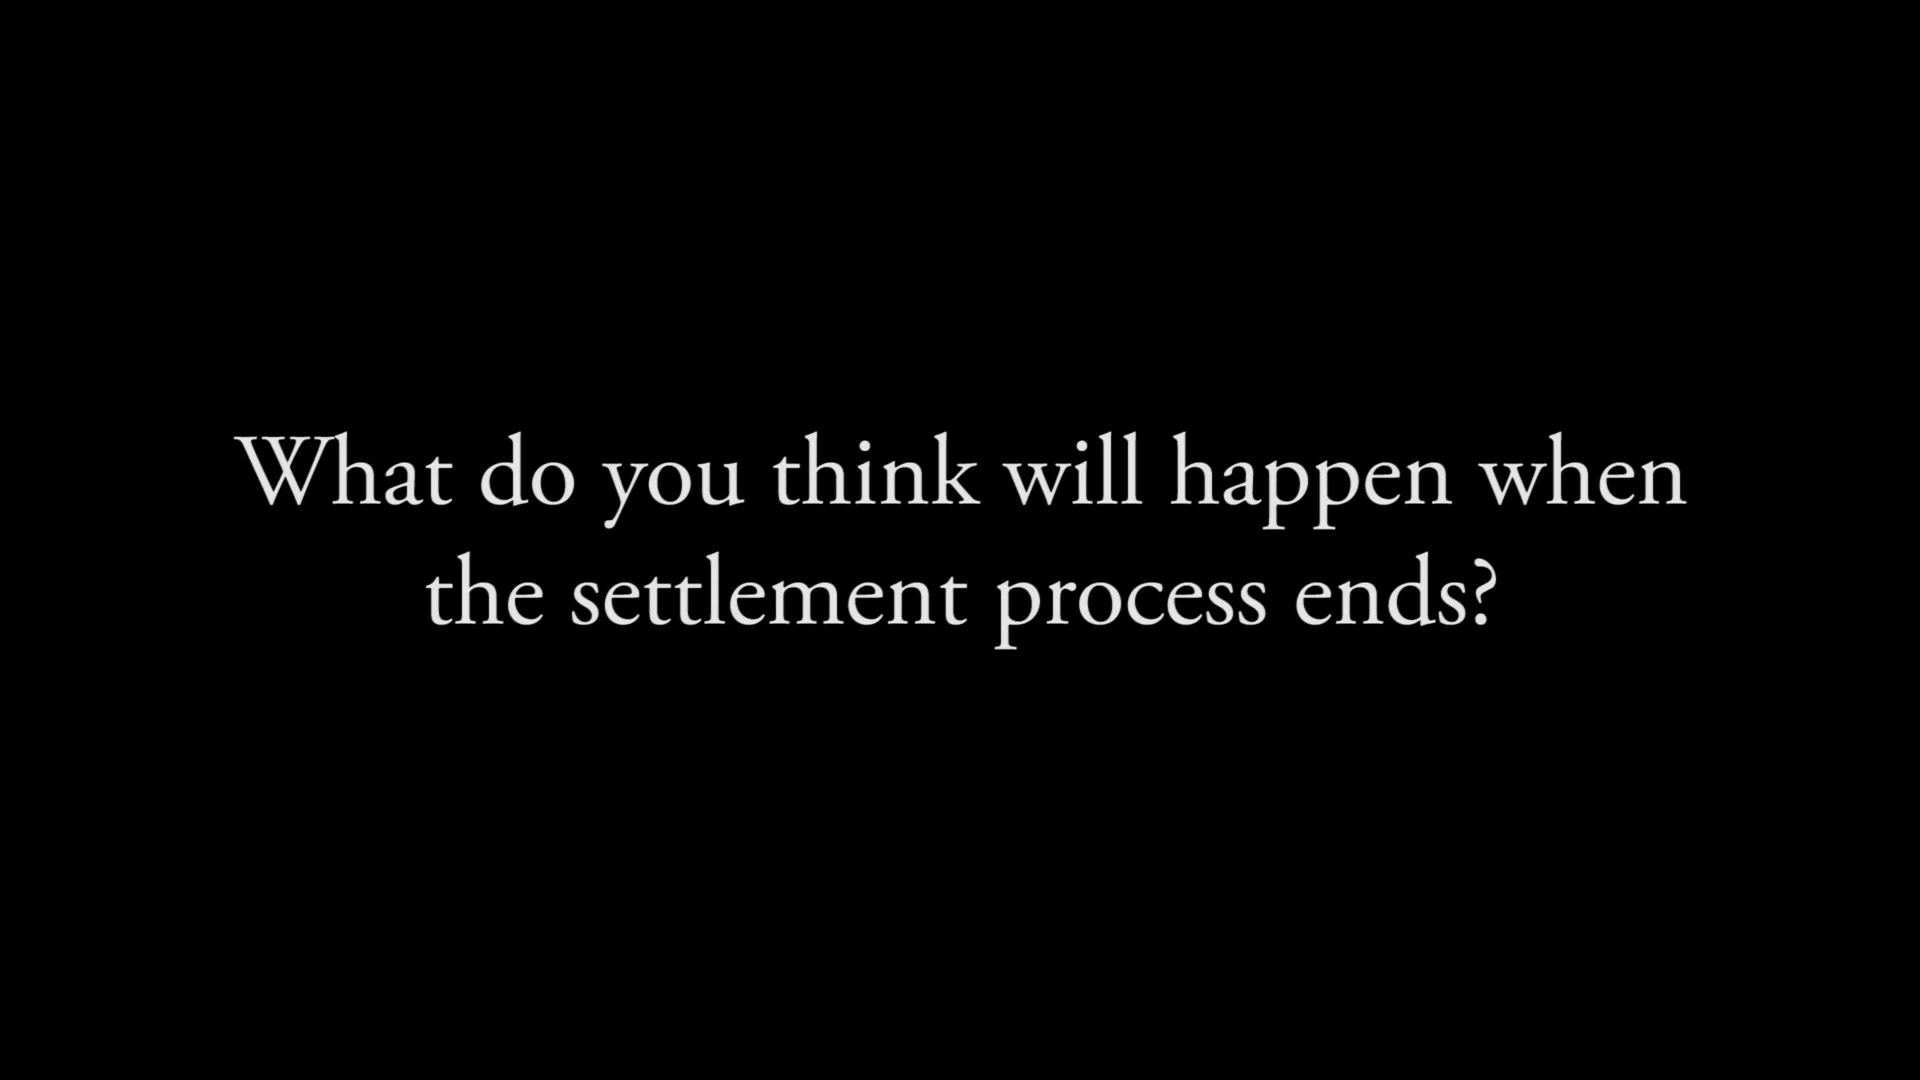 What do you think will happen when
the settlement process ends?